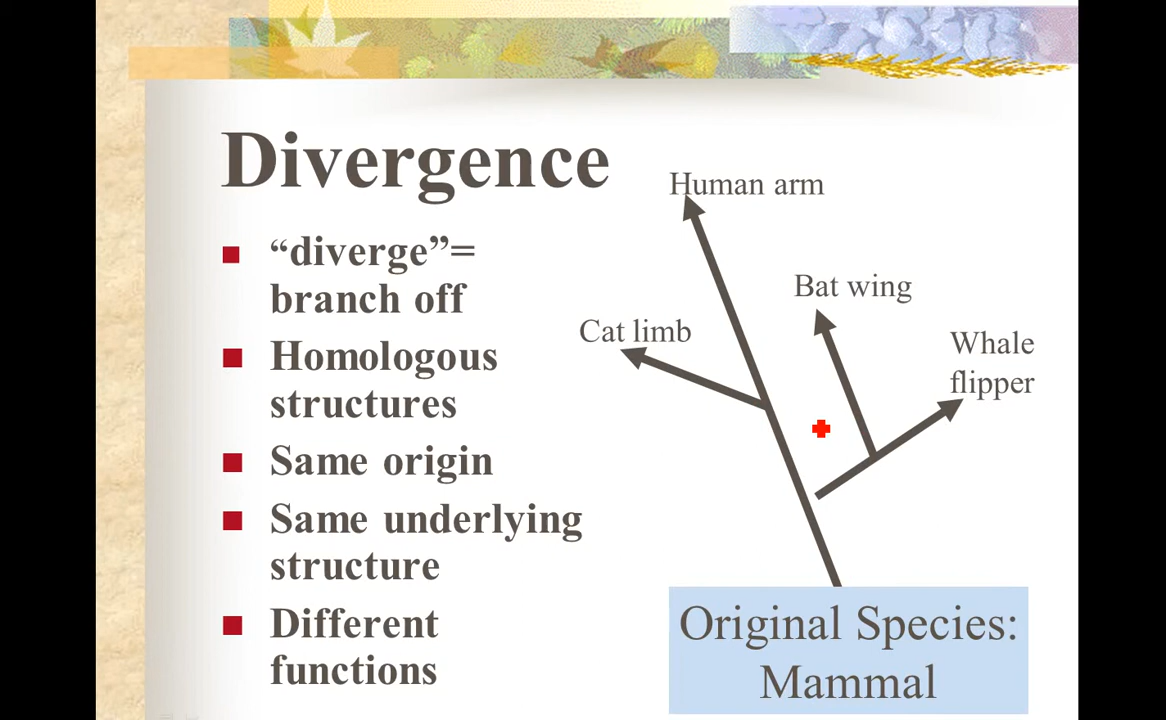 Divergence
“diverge”=
branch off
Homologous
structures
Same origin
Same underlying
structure
Different
functions
Human arm
Bat wing
Cat limb
Whale
flipper
Original Species:
Mammal